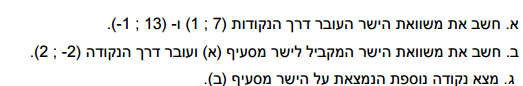 א. חשב את משוואת הישר העובר דרך הנקודות (7 ; 1) ו- (13 ; 1-).
ב. חשב את משוואת הישר המקביל לישר מסעיף (א) ועובר דרך הנקודה (2- ; 2).
ג. מצא נקודה נוספת הנמצאת על הישר מסעיף (ב).